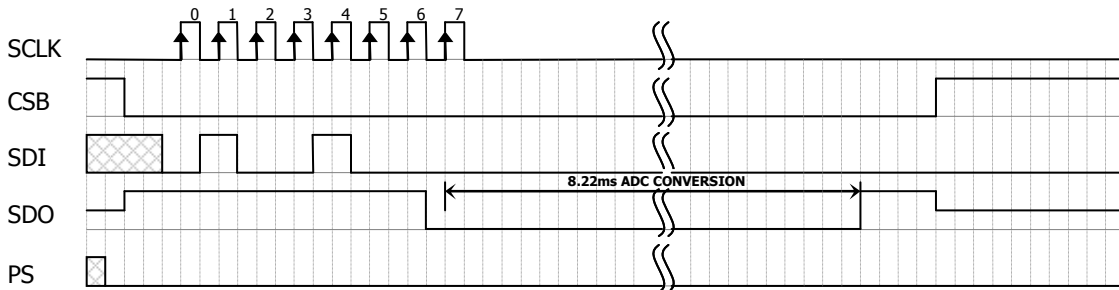 0 1 2 3 4 5 6 7
SCLK
CSB
SDI
8.22ms ADC CONVERSION
SDO
PS